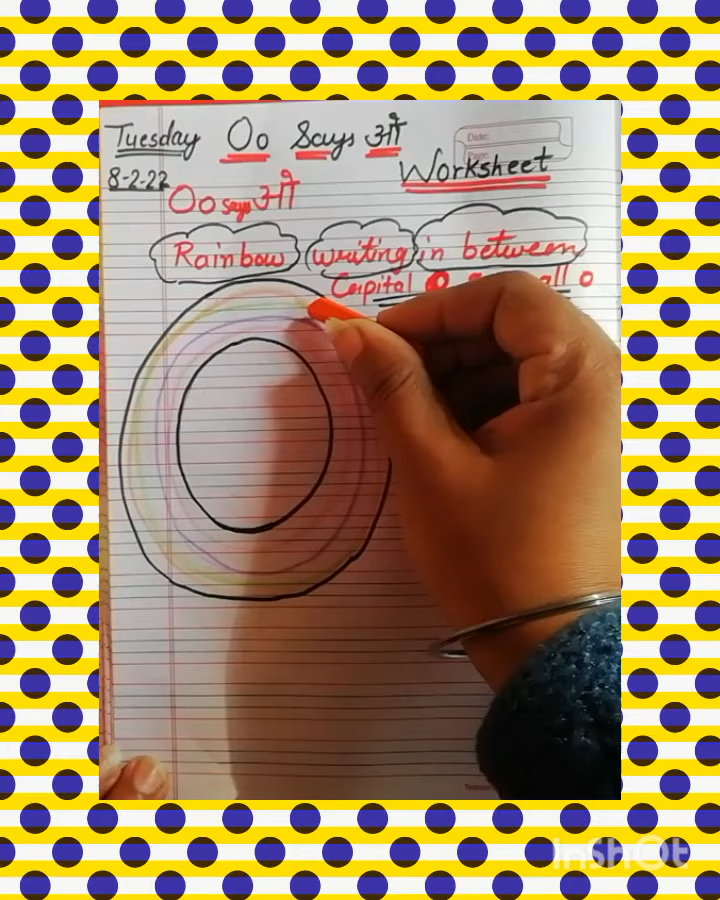 Tuesday Oo Says ओ
Date:
8-2-22 Worksheet
Oo says ओ
Rainbow writing in between
Capital O o
InShOt